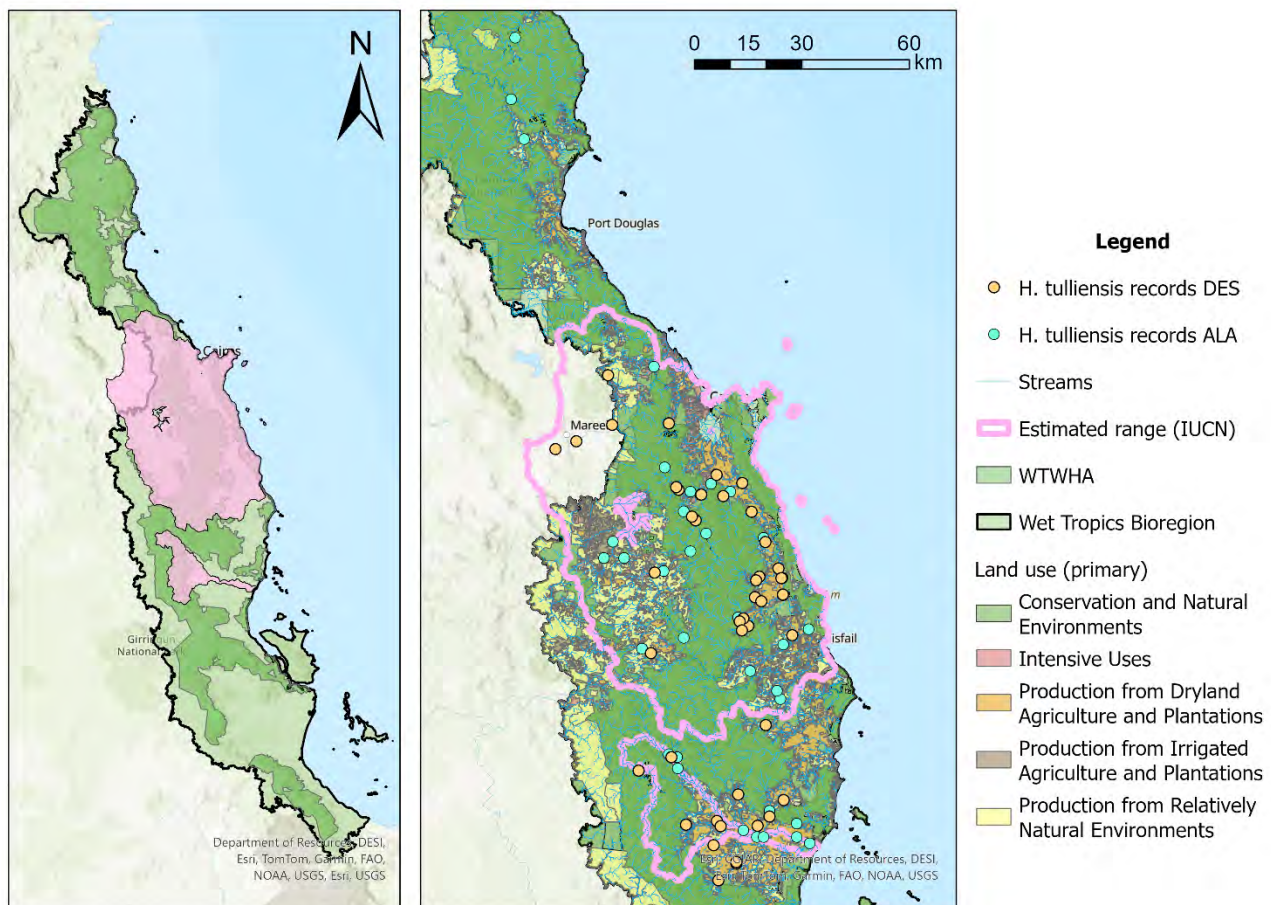 N
Cairns
Girringun
National
Department of Resources, DESI,
Esri, TomTom, Garmin, FAO,
NOAA, USGS, Esri, USGS
0 15 30 60
km
Port Douglas
Maree
m
isfail
Department of Resources, DESI,
Garmin, FAO, NOAA, USGS
Legend
H. tulliensis records DES
H. tulliensis records ALA
Streams
Estimated range (IUCN)
WTWHA
Wet Tropics Bioregion
Land use (primary)
Conservation and Natural
Environments
Intensive Uses
Production from Dryland
Agriculture and Plantations
Production from Irrigated
Agriculture and Plantations
Production from Relatively
Natural Environments